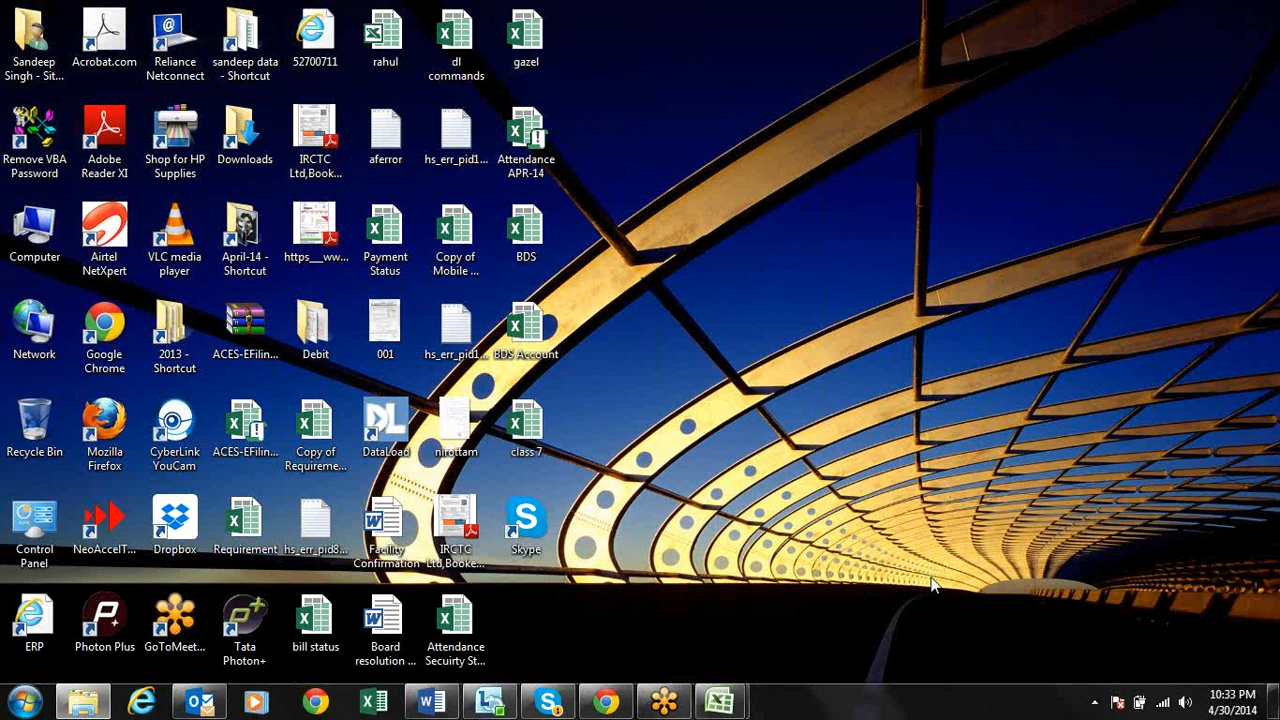 Sandeep
Singh - Sit...
Acrobat.com
Reliance
Netconnect
sandeep data
- Shortcut
52700711
rahul
dl
commands
gazel
Remove VBA
Password
Adobe
Reader XI
Shop for HP
Supplies
Downloads
IRCTC
Ltd,Book...
aferror
hs_err_pid1...
Attendance
APR-14
Computer
Airtel
NetXpert
VLC media
player
April-14 -
Shortcut
https___ww...
Payment
Status
Copy of
Mobile ...
BDS
Network
Google
Chrome
2013 -
Shortcut
ACES-EFilin...
Debit
001
hs_err_pid1...
BDS Account
Recycle Bin
Mozilla
Firefox
CyberLink
YouCam
ACES-EFilin...
Copy of
Requireme...
DL
DataLoad
nirottam
class 7
Control
Panel
NeoAccelT...
Dropbox
Requirement
hs_err_pid8...
Facility
Confirmation
IRCTC
Ltd,Booke...
Skype
ERP
Photon Plus
GoToMeet...
Tata
Photon+
bill status
Board
resolution ...
Attendance
Secuirty St...
10:33 PM
4/30/2014